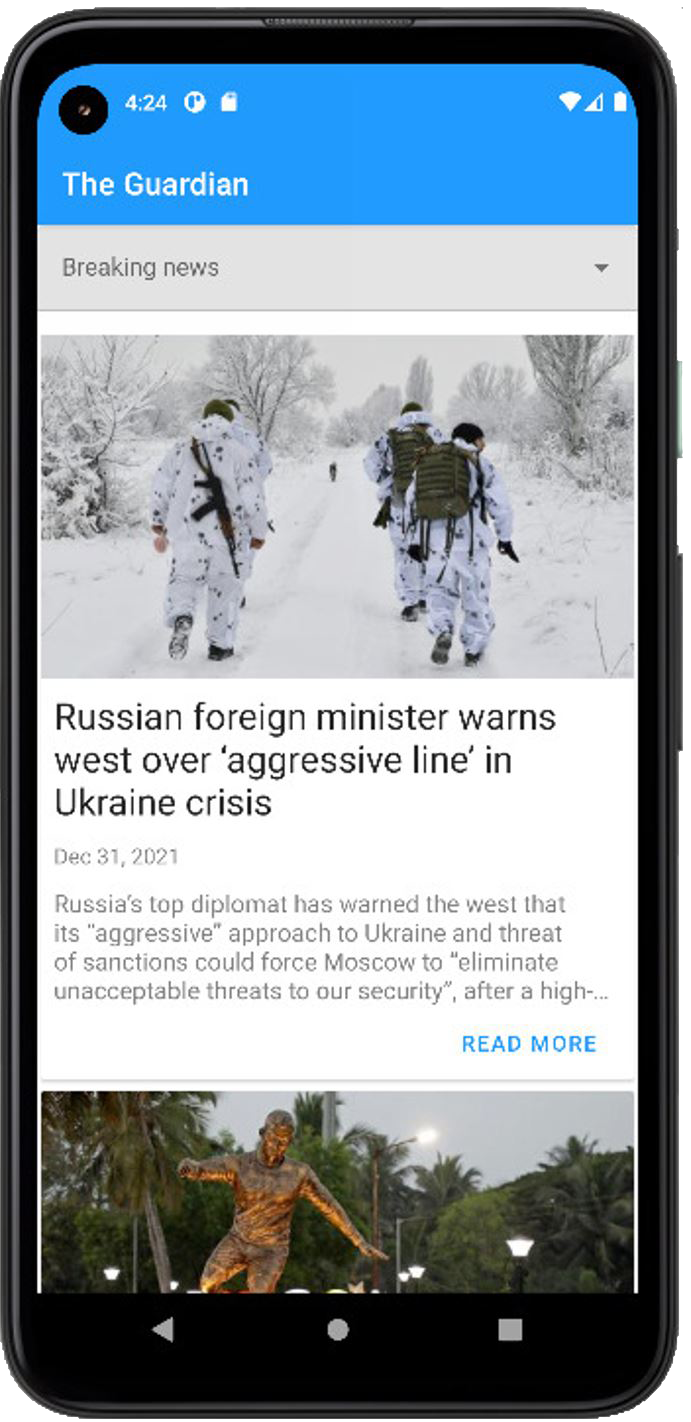 4:24
The Guardian
Breaking news
Russian foreign minister warns
west over ‘aggressive line’ in
Ukraine crisis
Dec 31, 2021
Russia’s top diplomat has warned the west that
its “aggressive” approach to Ukraine and threat
of sanctions could force Moscow to “eliminate
unacceptable threats to our security”, after a high-...
READ MORE